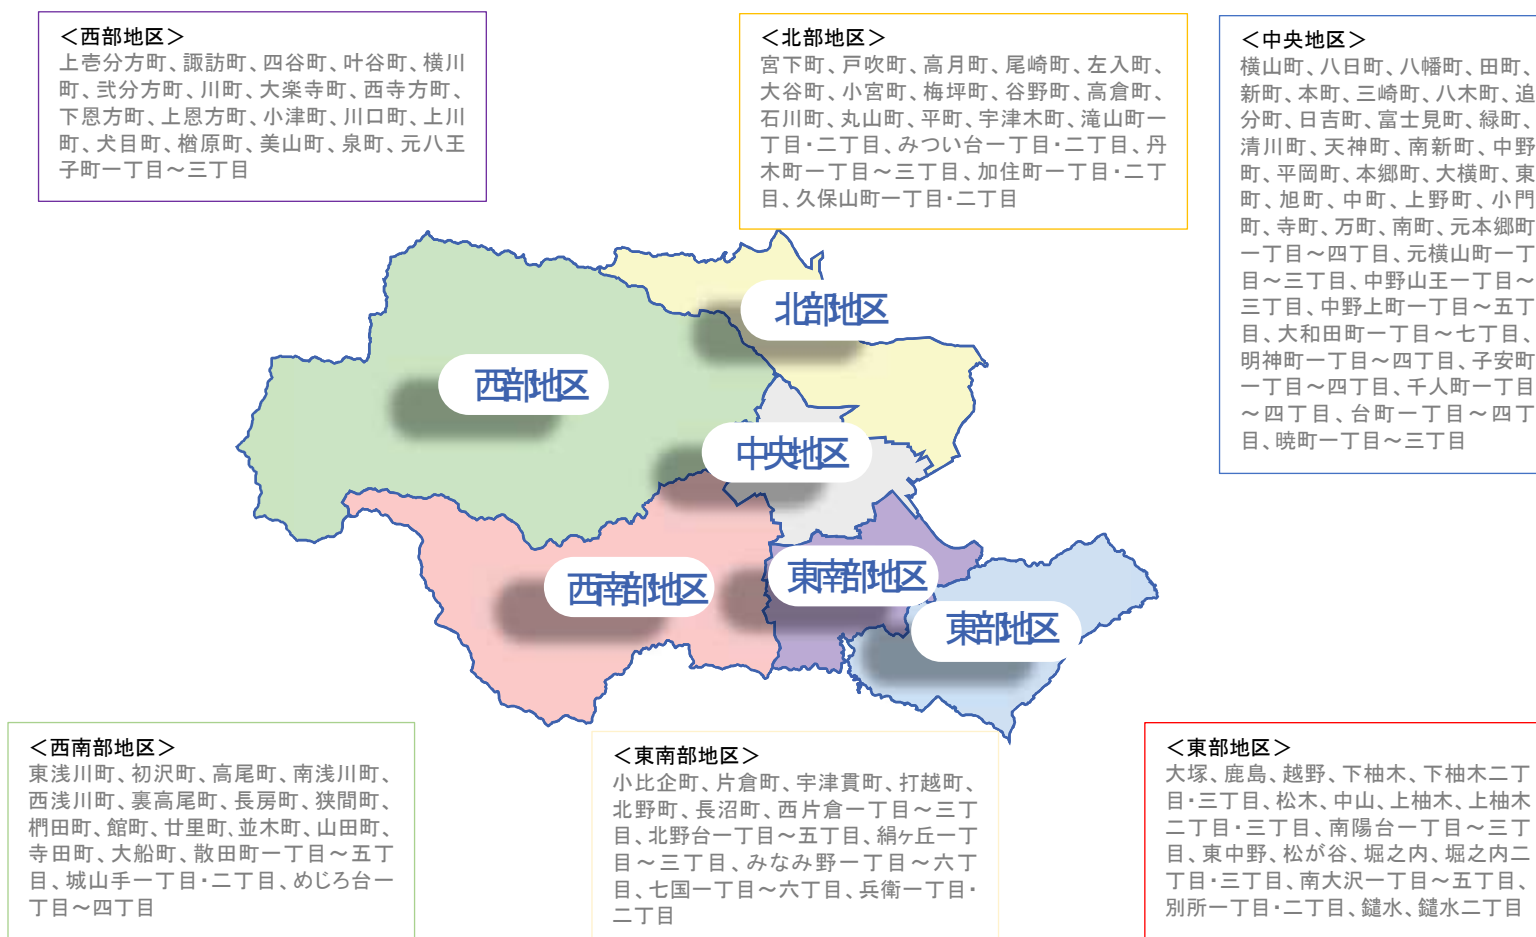 ＜西部地区＞
上壱分方町、諏訪町、四谷町、叶谷町、横川
町、弐分方町、川町、大楽寺町、西寺方町、
下恩方町、上恩方町、小津町、川口町、上川
町、犬目町、楢原町、美山町、泉町、元八王
子町一丁目～三丁目
＜北部地区＞
宮下町、戸吹町、高月町、尾崎町、左入町、
大谷町、小宮町、梅坪町、谷野町、高倉町、
石川町、丸山町、平町、宇津木町、滝山町一
丁目・二丁目、みつい台一丁目・二丁目、丹
木町一丁目～三丁目、加住町一丁目・二丁
目、久保山町一丁目・二丁目
＜中央地区＞
横山町、八日町、八幡町、田町、
新町、本町、三崎町、八木町、追
分町、日吉町、富士見町、緑町、
清川町、天神町、南新町、中野
町、平岡町、本郷町、大横町、東
町、旭町、中町、上野町、小門
町、寺町、万町、南町、元本郷町
一丁目～四丁目、元横山町一丁
目～三丁目、中野山王一丁目～
三丁目、中野上町一丁目～五丁
目、大和田町一丁目～七丁目、
明神町一丁目～四丁目、子安町
一丁目～四丁目、千人町一丁目
～四丁目、台町一丁目～四丁
目、暁町一丁目～三丁目
北部地区
西部地区
中央地区
西南部地区
東南部地区
東部地区
＜西南部地区＞
東浅川町、初沢町、高尾町、南浅川町、
西浅川町、裏高尾町、長房町、狭間町、
椚田町、館町、廿里町、並木町、山田町、
寺田町、大船町、散田町一丁目～五丁
目、城山手一丁目・二丁目、めじろ台一
丁目～四丁目
＜東南部地区＞
小比企町、片倉町、宇津貫町、打越町、
北野町、長沼町、西片倉一丁目～三丁
目、北野台一丁目～五丁目、絹ヶ丘一丁
目～三丁目、みなみ野一丁目～六丁
目、七国一丁目～六丁目、兵衛一丁目・
二丁目
＜東部地区＞
大塚、鹿島、越野、下柚木、下柚木二丁
目・三丁目、松木、中山、上柚木、上柚木
二丁目・三丁目、南陽台一丁目～三丁
目、東中野、松が谷、堀之内、堀之内二
丁目・三丁目、南大沢一丁目～五丁目、
別所一丁目・二丁目、鑓水、鑓水二丁目